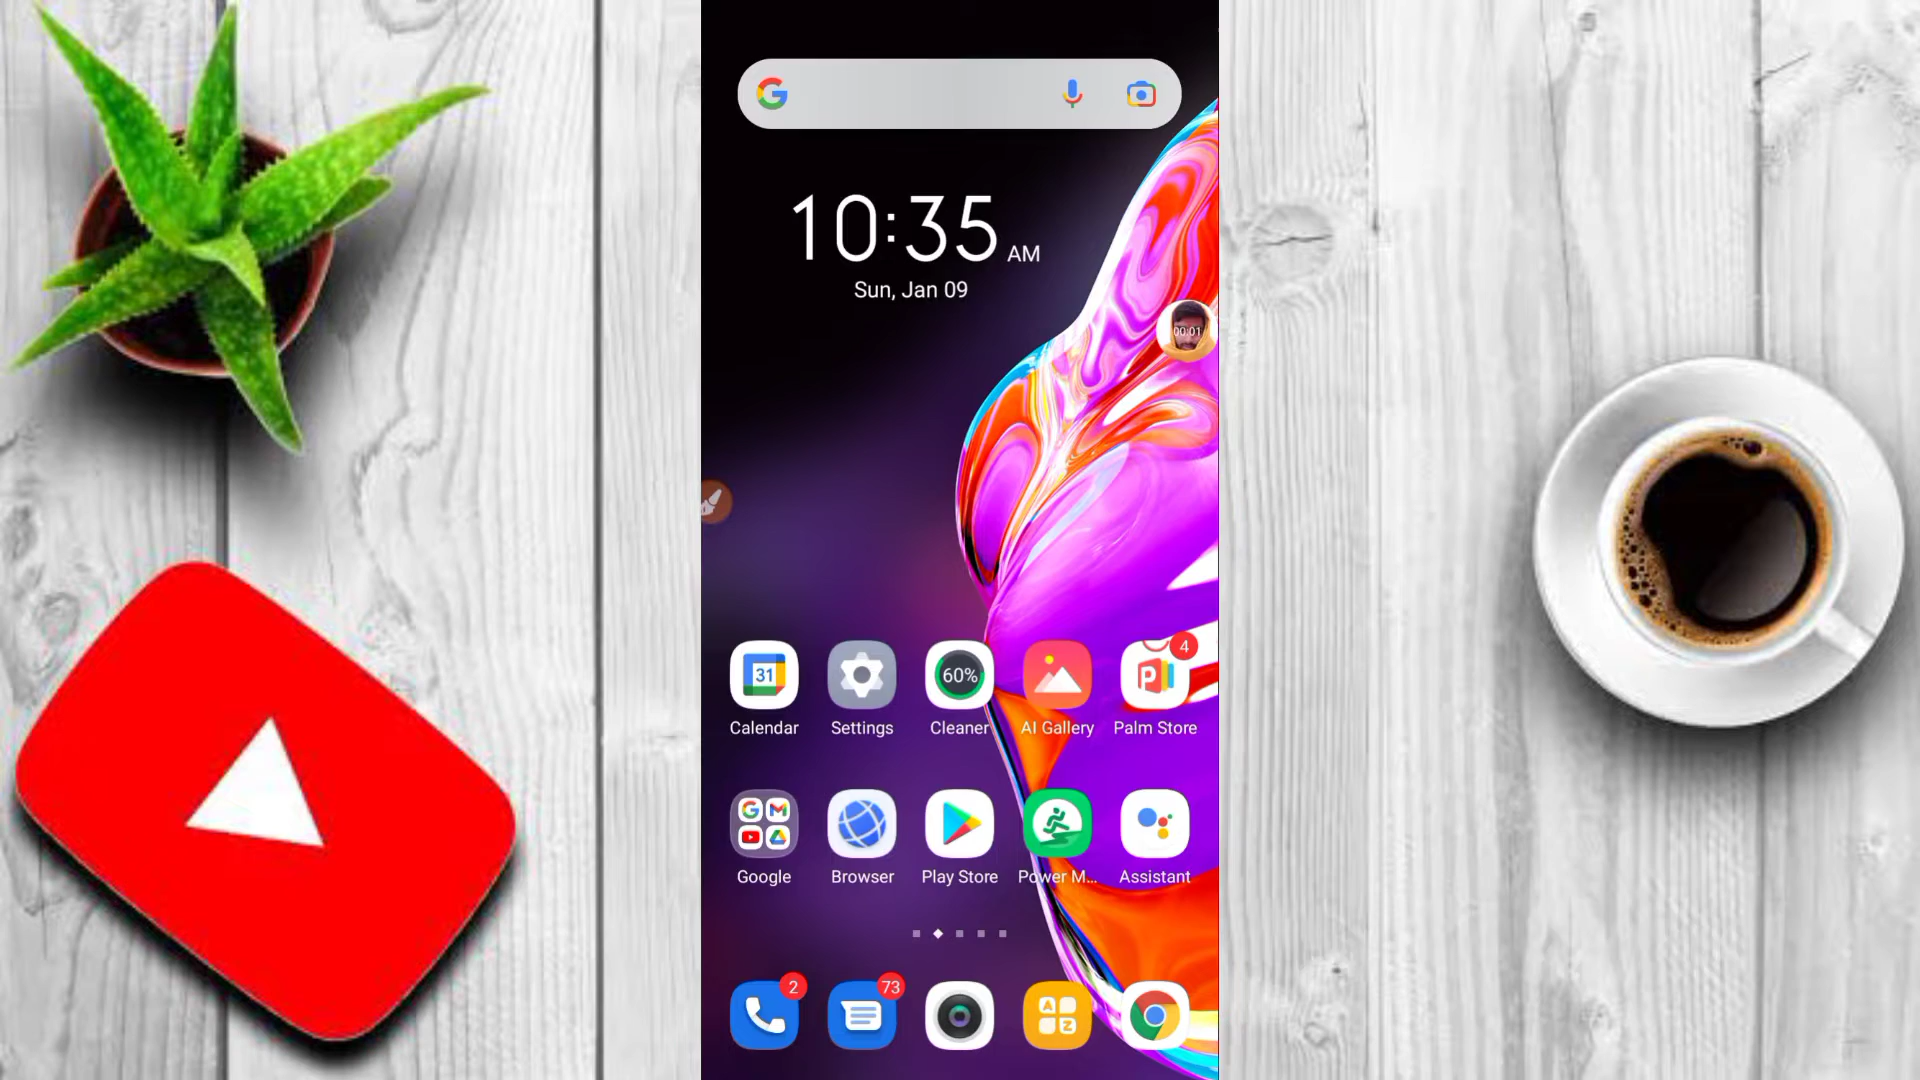 10:35 AM
Sun, Jan 09
00:01
31
60%
4
Calendar
Settings
Cleaner
AI Gallery
Palm Store
Google
Browser
Play Store
Power M...
Assistant
2
73
A
Z